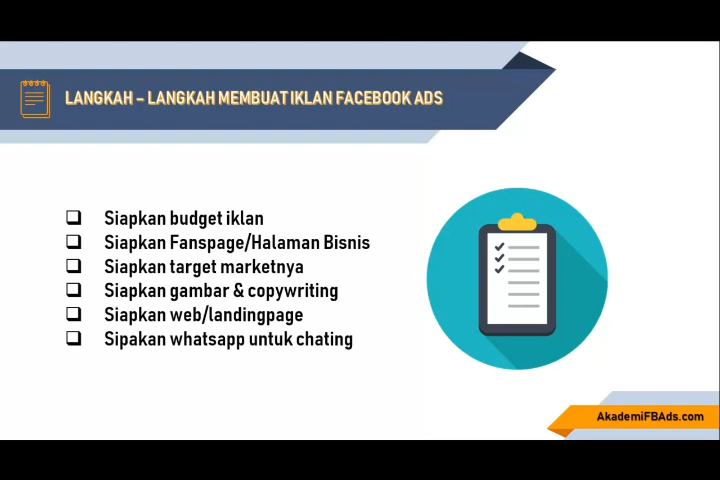 LANGKAH – LANGKAH MEMBUAT IKLAN FACEBOOK ADS
Siapkan budget iklan
Siapkan Fanspage/Halaman Bisnis
Siapkan target marketnya
Siapkan gambar & copywriting
Siapkan web/landingpage
Sipakan whatsapp untuk chating
AkademiFBAds.com